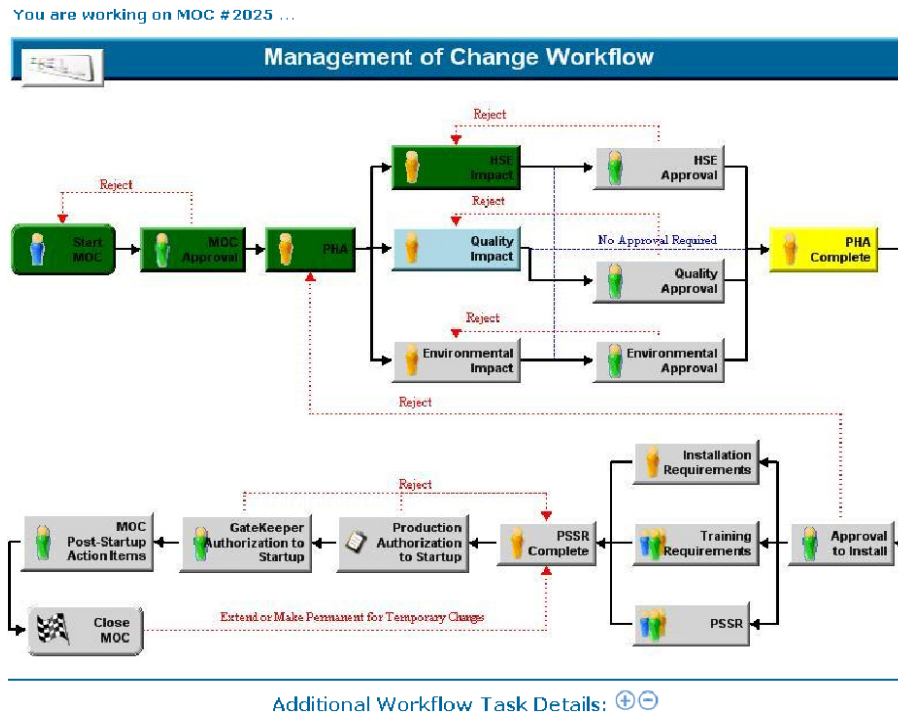 You are working on MOC #2025 ...
Management of Change Workflow
Reject
HSE
Impact
HSE
Approval
Reject
Reject
Start
MOC
MOC
Approval
PHA
Quality
Impact
No Approval Required
PHA
Complete
Quality
Approval
Reject
Environmental
Impact
Environmental
Approval
Reject
Installation
Requirements
Reject
MOC
Post-Startup
Action Items
GateKeeper
Authorization to
Startup
Production
Authorization
to Startup
PSSR
Complete
Training
Requirements
Approval
to Install
Close
MOC
Extend or Make Permanent for Temporary Changes
PSSR
Additional Workflow Task Details: